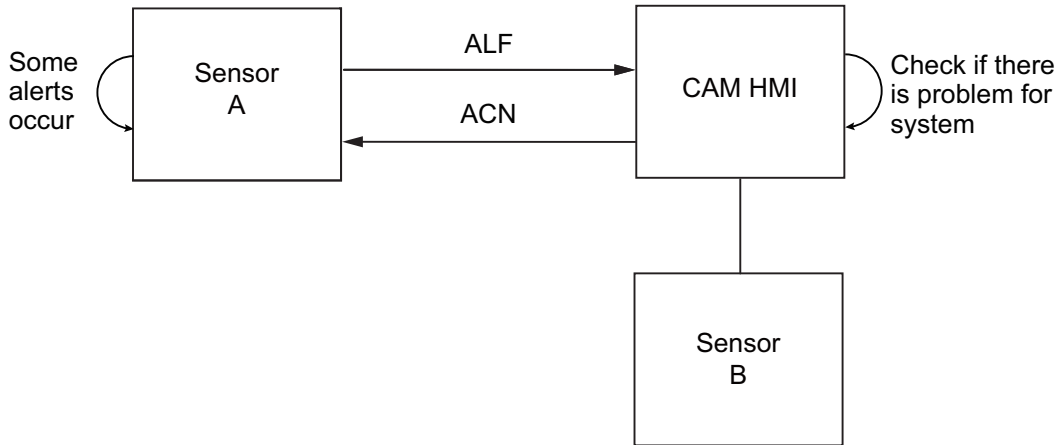 Some
alerts
occur
Sensor
A
ALF
ACN
CAM HMI
Check if there
is problem for
system
Sensor
B